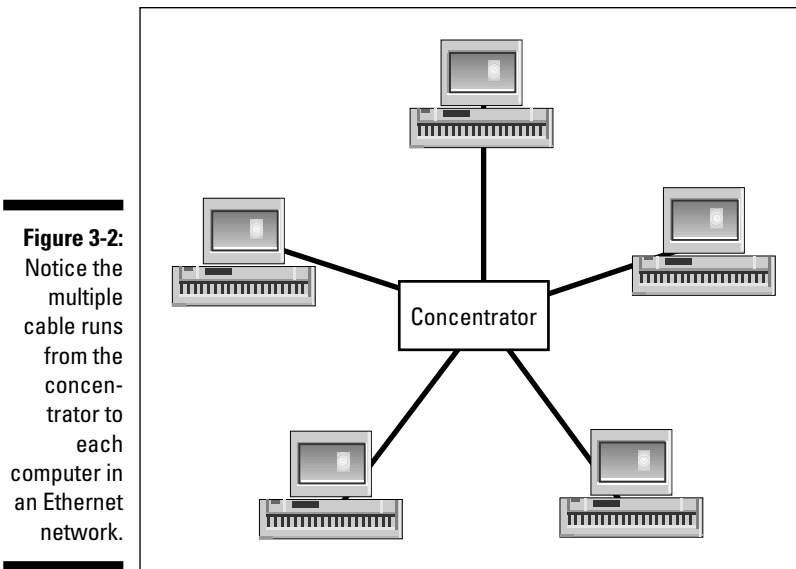 Figure 3-2:
Notice the
multiple
cable runs
from the
concen-
trator to
each
computer in
an Ethernet
network.
Concentrator